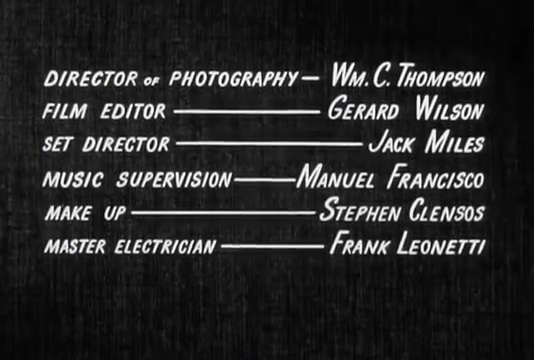 DIRECTOR OF PHOTOGRAPHY — WM. C. THOMPSON
FILM EDITOR — GERARD WILSON
SET DIRECTOR — JACK MILES
MUSIC SUPERVISION — MANUEL FRANCISCO
MAKE UP — STEPHEN CLENSOS
MASTER ELECTRICIAN — FRANK LEONETTI